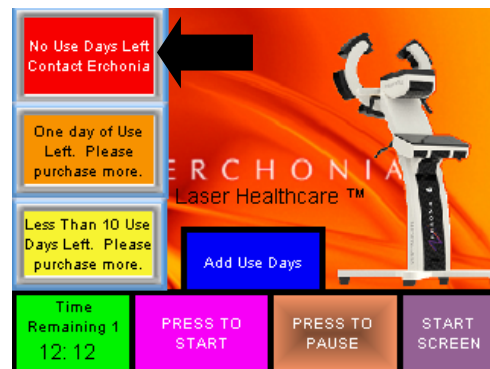 No Use Days Left
Contact Erchonia
One day of Use
Left. Please
purchase more.
ERCHONIA
Laser Healthcare ™
Less Than 10 Use
Days Left. Please
purchase more.
Add Use Days
Time
Remaining 1
12:12
PRESS TO
START
PRESS TO
PAUSE
START
SCREEN